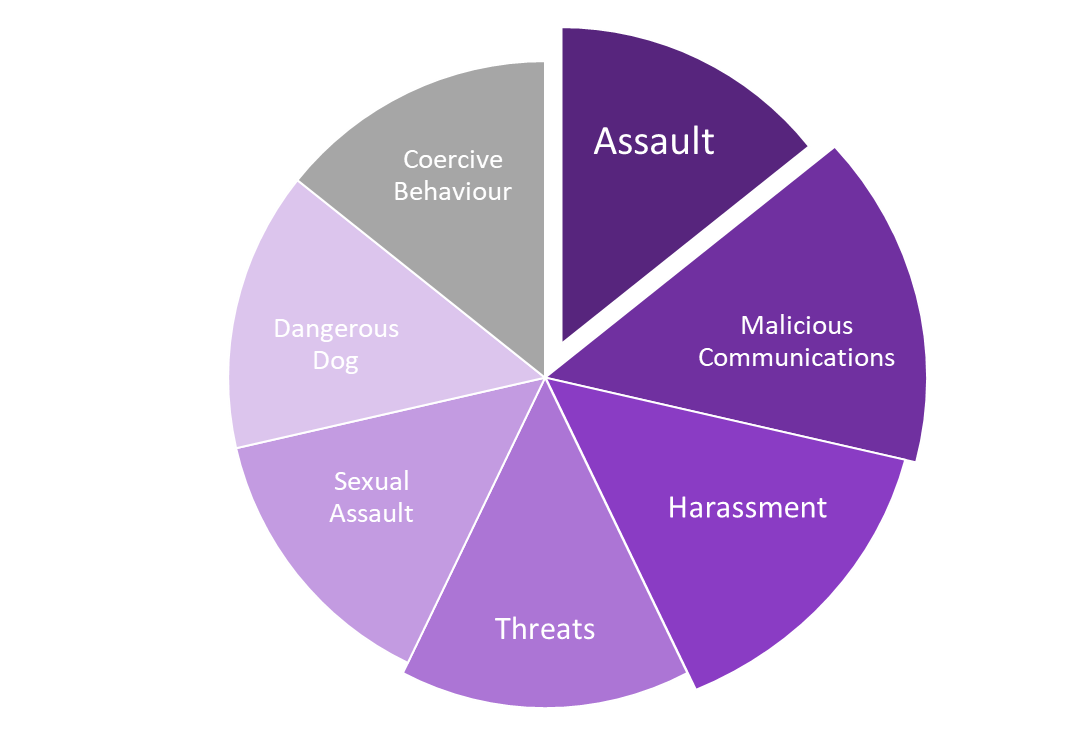 Assault
Malicious
Communications
Harassment
Threats
Sexual
Assault
Dangerous
Dog
Coercive
Behaviour